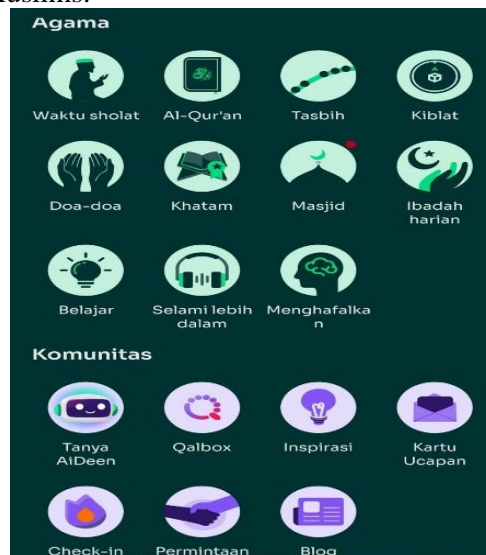 Agama
Waktu sholat Al-Qur'an Tasbih Kiblat
Doa-doa Khatam Masjid Ibadah
harian
Belajar Selami lebih Menghafalka
dalam n
Komunitas
Tanya Qalbox Inspirasi Kartu
AiDeen Ucapan
Check-in Permintaan Blog